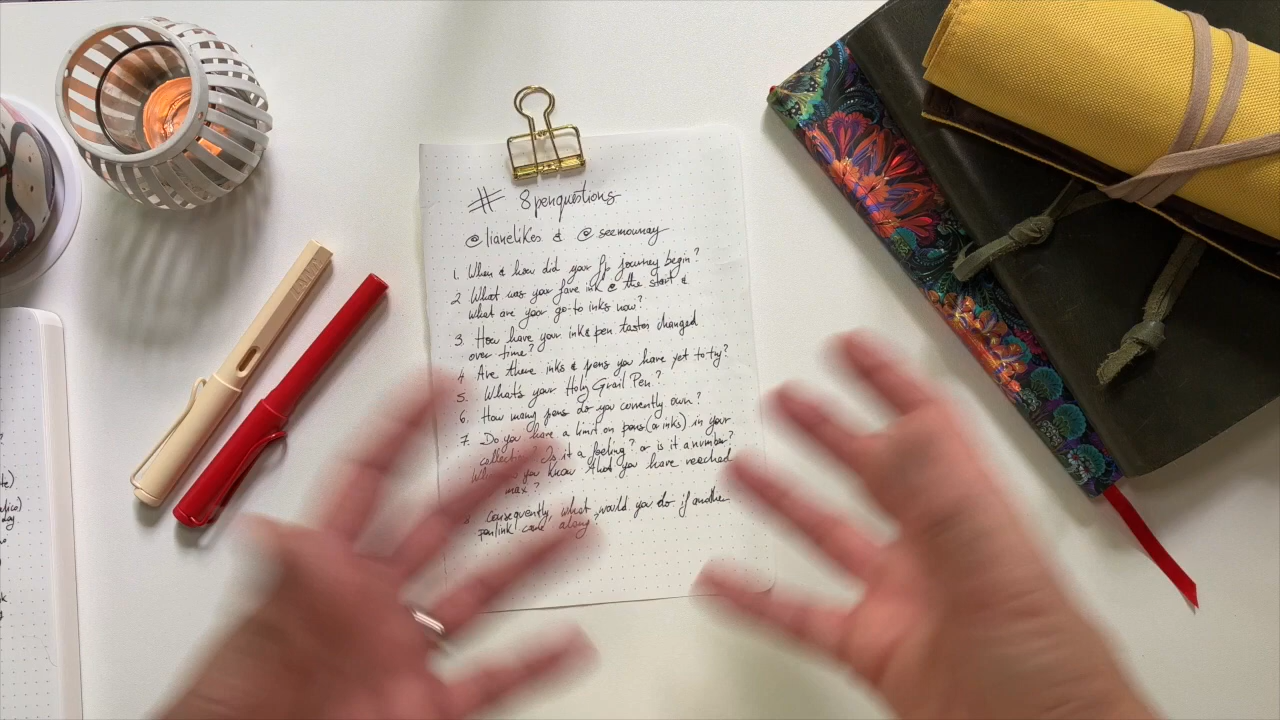 # 8penquestions
@lianelikes & @seemownay
1. When & how did your fp journey begin?
2. What was your fave ink @ the start &
what are your go-to inks now?
3. How have your ink & pen tastes changed
over time?
4. Are there inks & pens you have yet to try?
5. What's your Holy Grail Pen?
6. How many pens do you currently own?
7. Do you have a limit on pens (or inks) in your
collection? Is it a feeling? or is it a number?
you know that you have reached
max?
Consequently, what would you do if another
pen/ink came along
LAMY